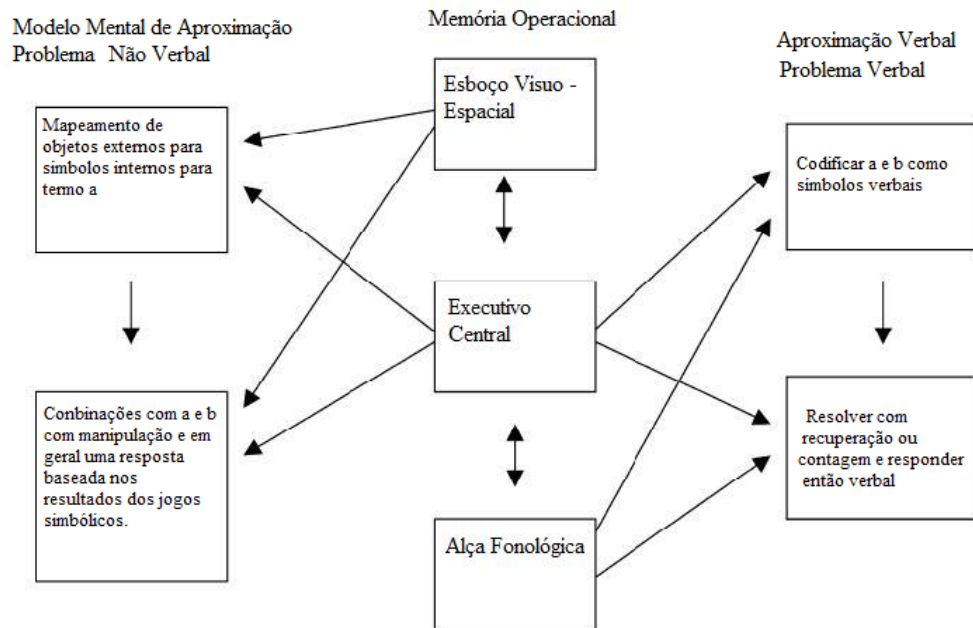 Modelo Mental de Aproximação
Problema Não Verbal
Mapeamento de
objetos externos para
simbolos internos para
termo a
Conbinações com a e b
com manipulação e em
geral uma resposta
baseada nos
resultados dos jogos
simbólicos.
Memória Operacional
Esboço Visuo -
Espacial
Executivo
Central
Alça Fonológica
Aproximação Verbal
Problema Verbal
Codificar a e b como
simbolos verbais
Resolver com
recuperação ou
contagem e responder
então verbal